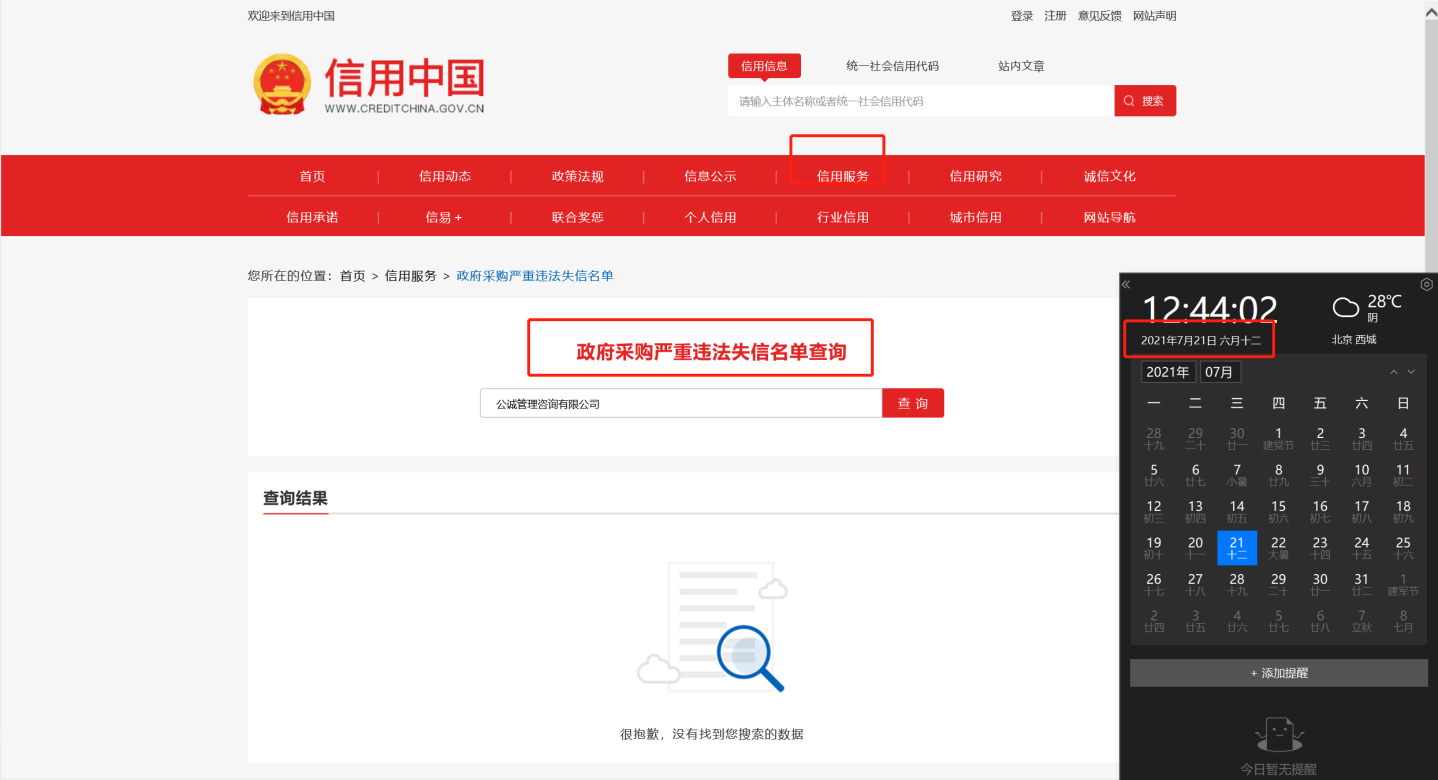 欢迎来到信用中国
登录 注册 意见反馈 网站声明
信用中国
WWW.CREDITCHINA.GOV.CN
信用信息 统一社会信用代码 站内文章
请输入主体名称或者统一社会信用代码
搜索
首页 | 信用动态 | 政策法规 | 信息公示 | 信用服务 | 信用研究 | 诚信文化
信用承诺 | 信易 + | 联合奖惩 | 个人信用 | 行业信用 | 城市信用 | 网站导航
您所在的位置： 首页 > 信用服务 > 政府采购严重违法失信名单
政府采购严重违法失信名单查询
公诚管理咨询有限公司
查 询
查询结果
很抱歉，没有找到您搜索的数据
12:44:02
28℃
阴
2021年7月21日 六月十二
北京 西城
2021年 07月
一 二 三 四 五 六 日
28 29 30 1 2 3 4
十九 二十 廿一 建党节 廿三 廿四 廿五
5 6 7 8 9 10 11
廿六 廿七 小暑 廿九 三十 六月 初二
12 13 14 15 16 17 18
初三 初四 初五 初六 初七 初八 初九
19 20 21 22 23 24 25
初十 十一 十二 大暑 十四 十五 十六
26 27 28 29 30 31 1
十七 十八 十九 二十 廿一 廿二 建军节
2 3 4 5 6 7 8
廿四 廿五 廿六 廿七 廿八 立秋 七月
+ 添加提醒
今日暂无提醒